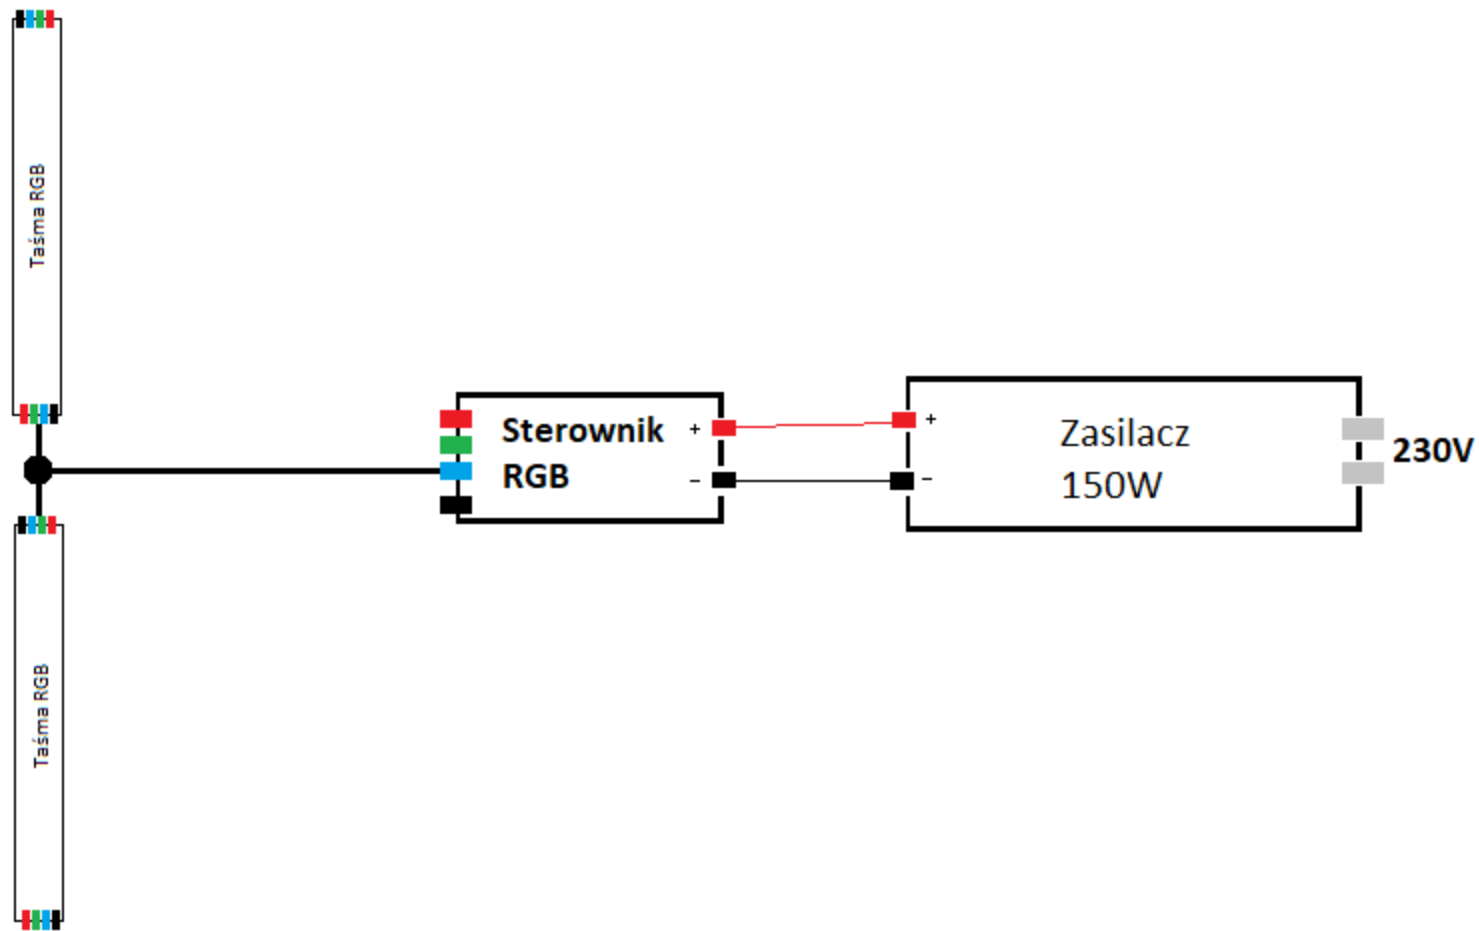 Taśma RGB
Sterownik
RGB
+
−
+
−
Zasilacz
150W
230V
Taśma RGB